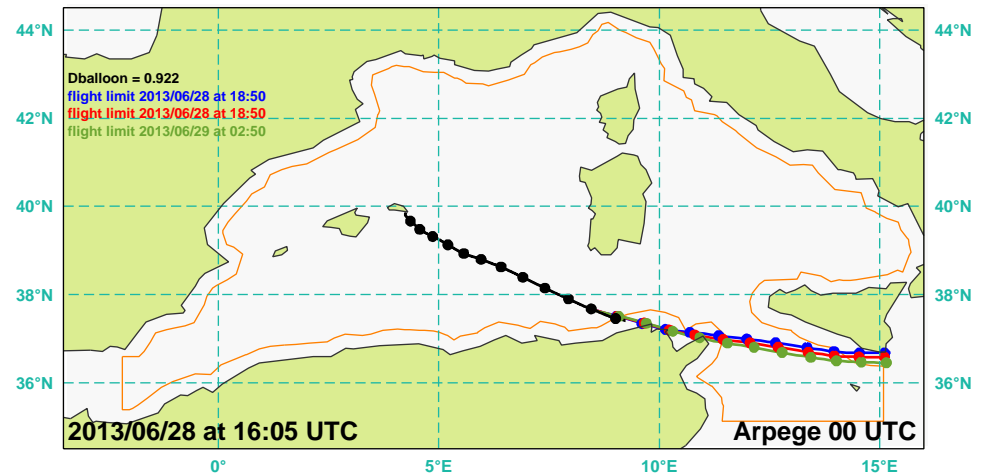 44°N
44°N
Dballoon = 0.922
flight limit 2013/06/28 at 18:50
flight limit 2013/06/28 at 18:50
flight limit 2013/06/29 at 02:50
42°N
42°N
40°N
40°N
38°N
38°N
36°N
36°N
2013/06/28 at 16:05 UTC
Arpege 00 UTC
0°
5°E
10°E
15°E